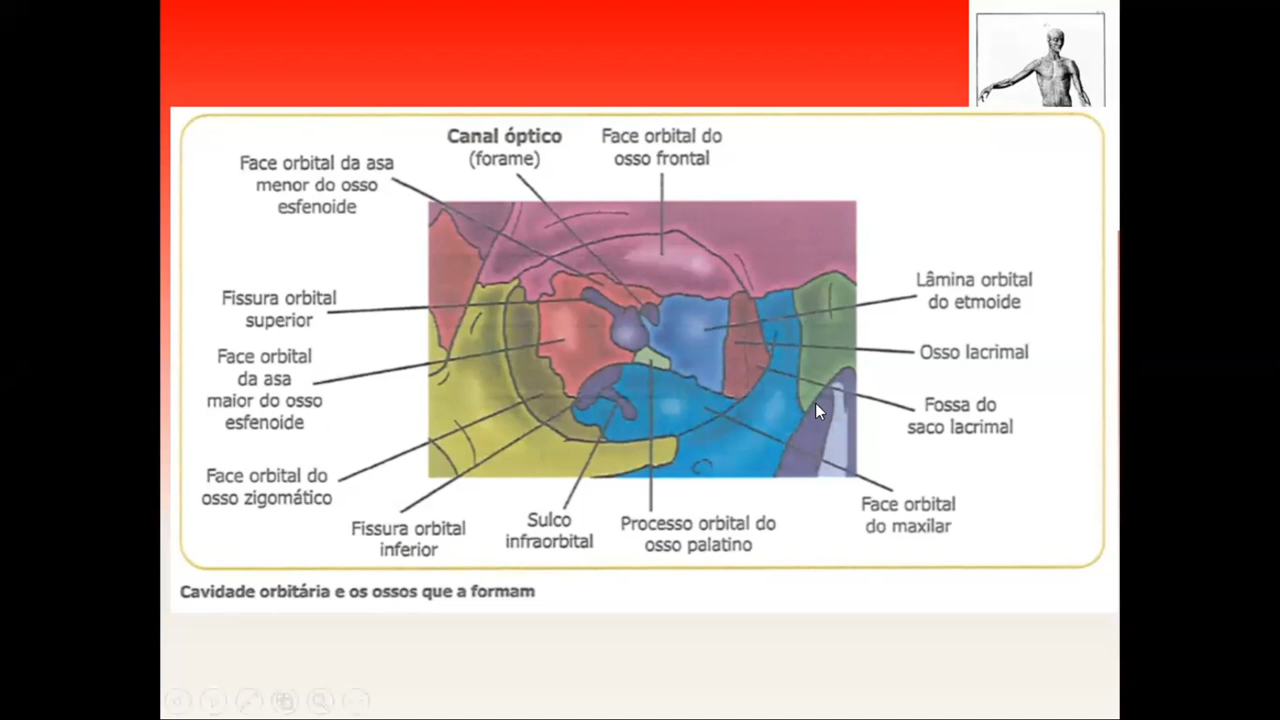 Canal óptico
(forame)
Face orbital do
osso frontal
Face orbital da asa
menor do osso
esfenoide
Fissura orbital
superior
Face orbital
da asa
maior do osso
esfenoide
Face orbital do
osso zigomático
Fissura orbital
inferior
Sulco
infraorbital
Processo orbital do
osso palatino
Face orbital
do maxilar
Fossa do
saco lacrimal
Osso lacrimal
Lâmina orbital
do etmoide
Cavidade orbitária e os ossos que a formam